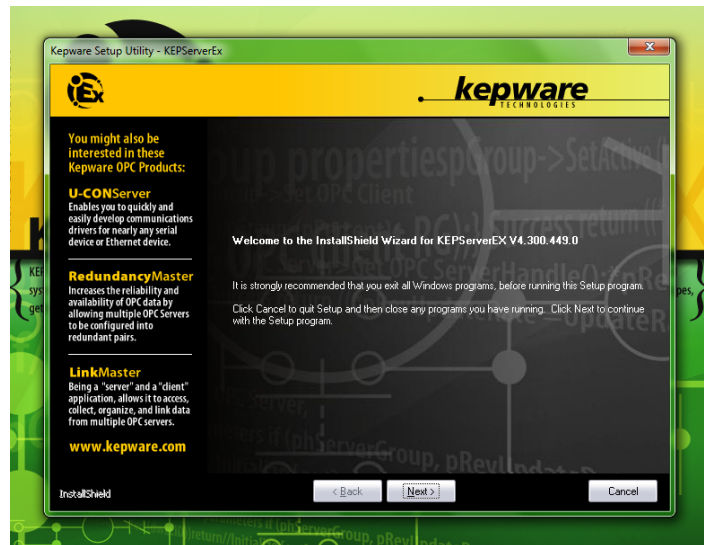 Kepware Setup Utility - KEPServerEx
Ex
kepware
TECHNOLOGIES
You might also be
interested in these
Kepware OPC Products:
U-CONServer
Enables you to quickly and
easily develop communications
drivers for nearly any serial
device or Ethernet device.
RedundancyMaster
Increases the reliability and
availability of OPC data by
allowing multiple OPC Servers
to be configured into
redundant pairs.
LinkMaster
Being a "server" and a "client"
application, allows it to access,
collect, organize, and link data
from multiple OPC servers.
www.kepware.com
Welcome to the InstallShield Wizard for KEPServerEX V4.300.449.0
It is strongly recommended that you exit all Windows programs, before running this Setup program.
Click Cancel to quit Setup and then close any programs you have running. Click Next to continue
with the Setup program.
InstallShield
< Back
Next >
Cancel